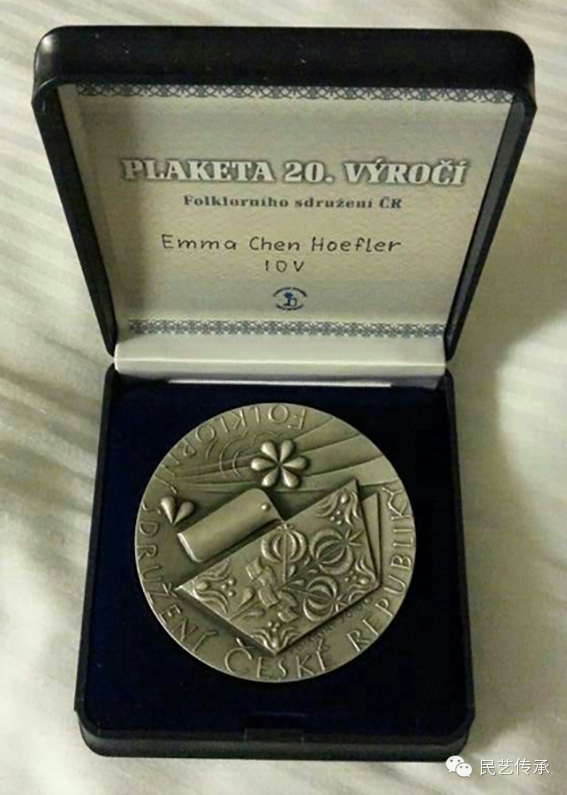 PLAKETA 20. VÝROČÍ
Folklorního sdružení ČR
Emma Chen Hoefler
IOV
FOLKLORNÍ SDRUŽENÍ ČESKÉ REPUBLIKY
民艺传承